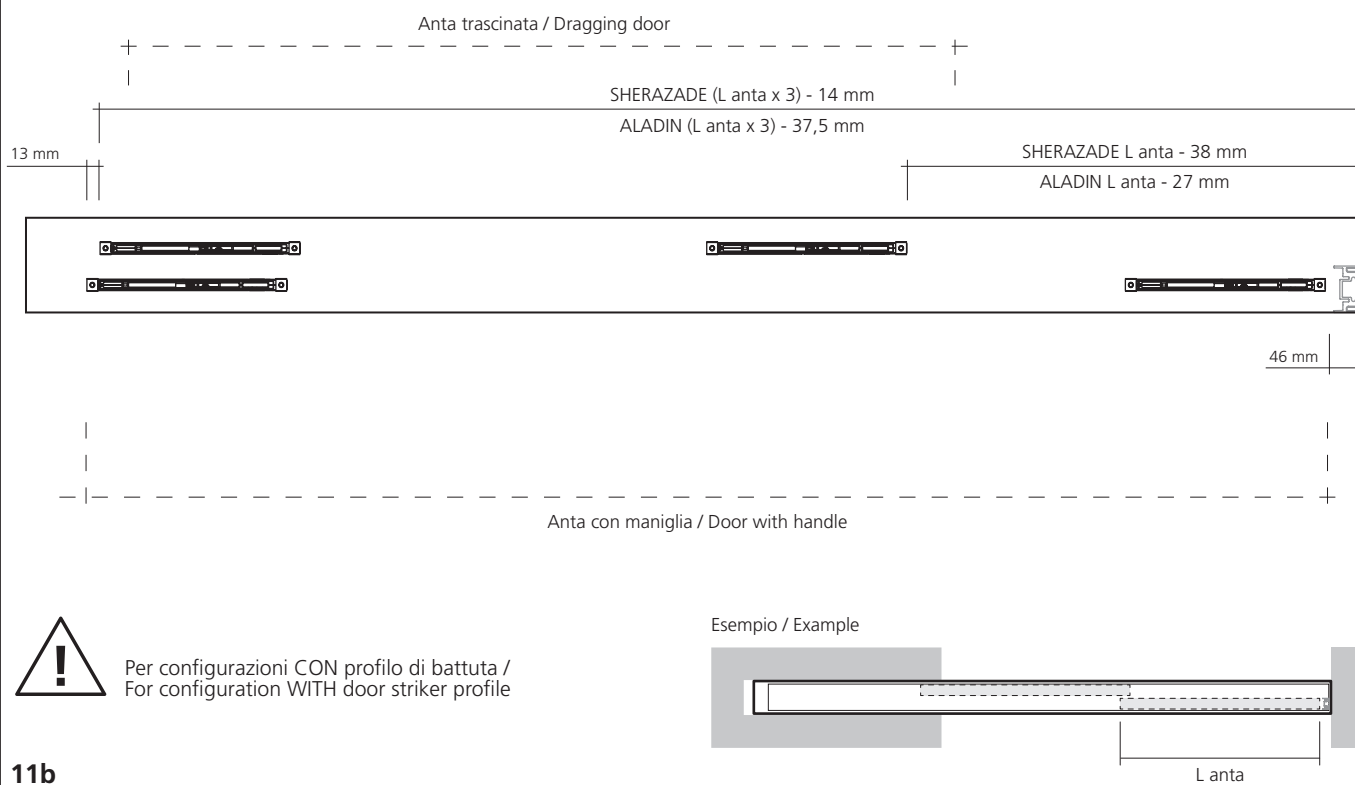 Anta trascinata / Dragging door
SHERAZADE (L anta x 3) - 14 mm
ALADIN (L anta x 3) - 37,5 mm
13 mm
SHERAZADE L anta - 38 mm
ALADIN L anta - 27 mm
46 mm
Anta con maniglia / Door with handle
!
Per configurazioni CON profilo di battuta /
For configuration WITH door striker profile
Esempio / Example
L anta
11b